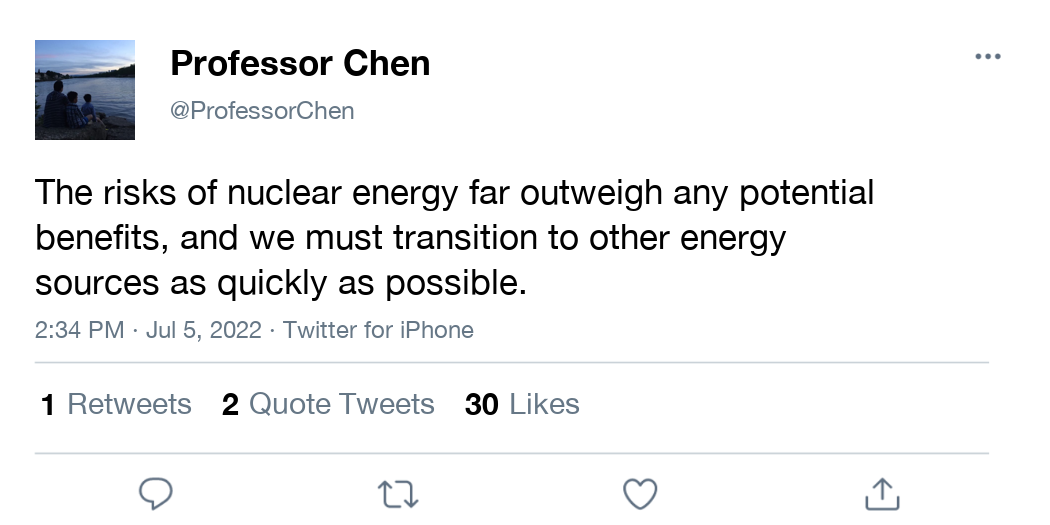 Professor Chen
@ProfessorChen
The risks of nuclear energy far outweigh any potential
benefits, and we must transition to other energy
sources as quickly as possible.
2:34 PM · Jul 5, 2022 · Twitter for iPhone
1 Retweets 2 Quote Tweets 30 Likes